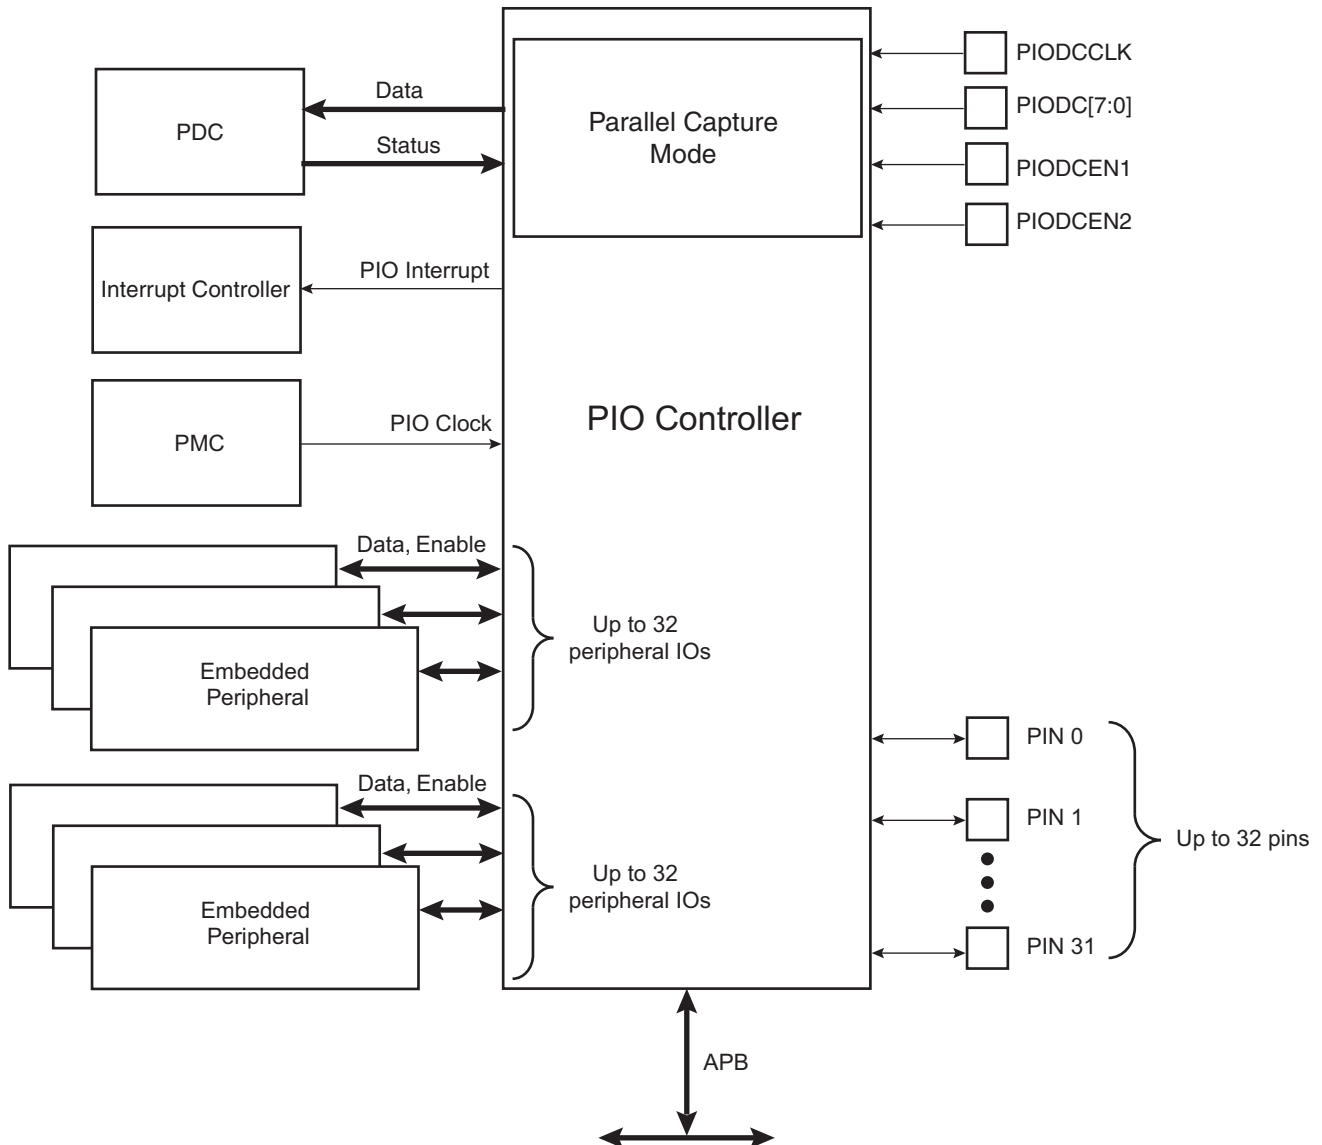 PDC
Data
Status
Parallel Capture
Mode
PIODCCLK
PIODC[7:0]
PIODCEN1
PIODCEN2
Interrupt Controller
PIO Interrupt
PMC
PIO Clock
PIO Controller
Data, Enable
Embedded
Peripheral
Up to 32
peripheral IOs
Data, Enable
Embedded
Peripheral
Up to 32
peripheral IOs
PIN 0
PIN 1
PIN 31
Up to 32 pins
APB